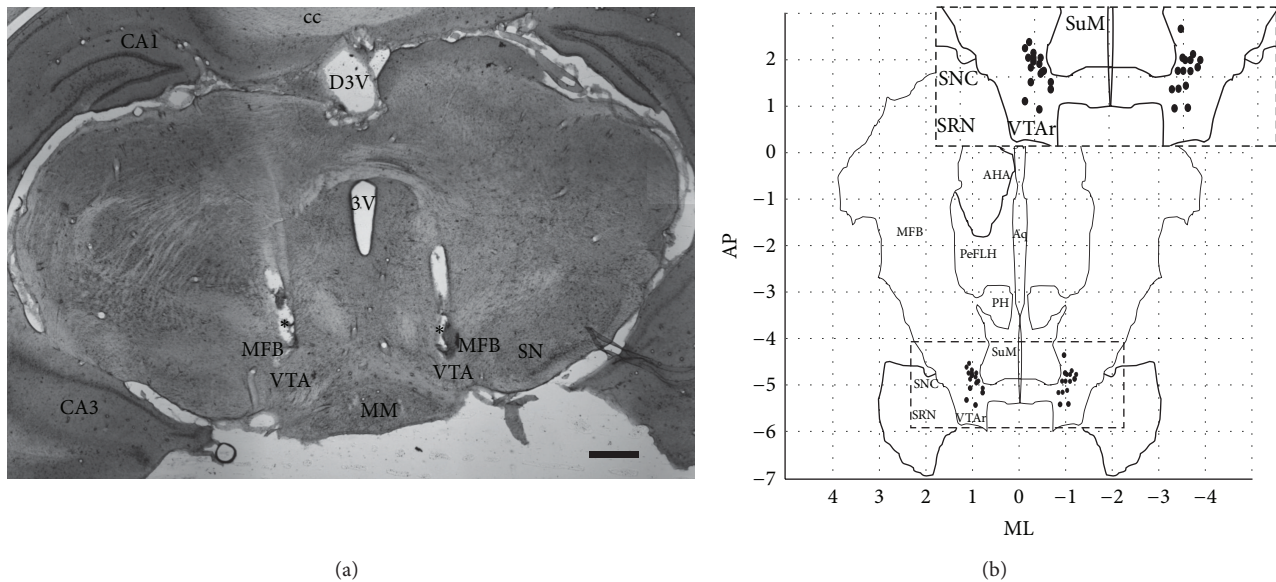 cc
CA1
D3V
3V
*
*
MFB
MFB
SN
VTA
VTA
CA3
MM
(a)
SuM
SNC
SRN
VTAr
2
1
0
−1
−2
−3
−4
−5
−6
−7
AP
AHA
MFB
Aq
PeFLH
PH
SuM
SNC
SRN
VTAr
4 3 2 1 0 −1 −2 −3 −4
ML
(b)